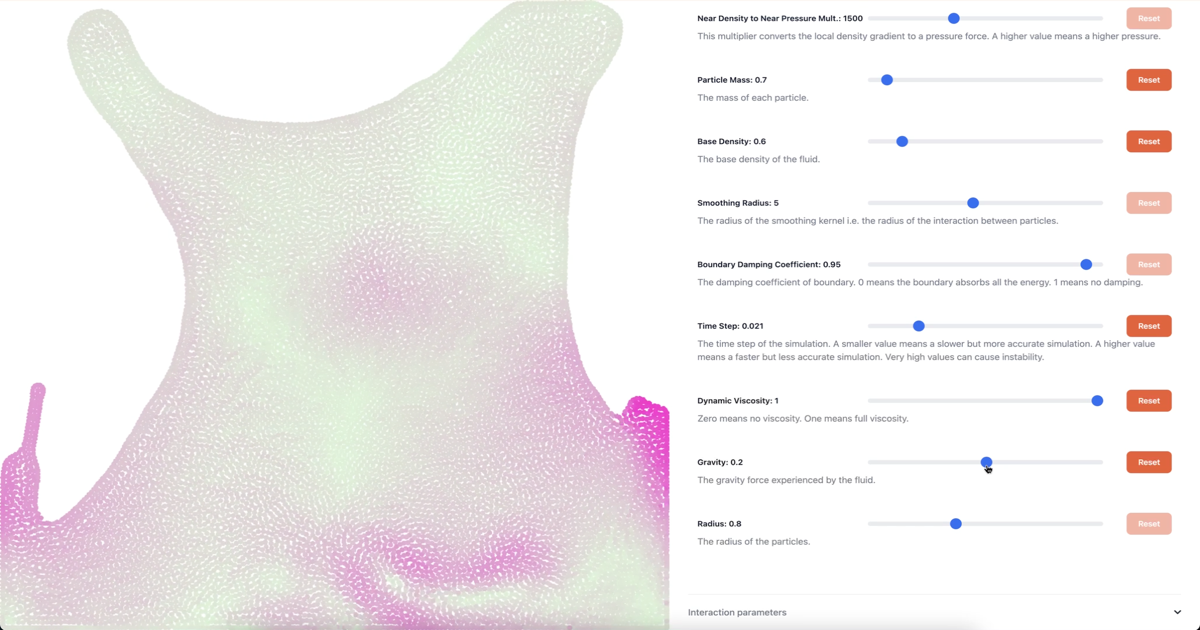 Near Density to Near Pressure Mult.: 1500
Reset
This multiplier converts the local density gradient to a pressure force. A higher value means a higher pressure.
Particle Mass: 0.7
Reset
The mass of each particle.
Base Density: 0.6
Reset
The base density of the fluid.
Smoothing Radius: 5
Reset
The radius of the smoothing kernel i.e. the radius of the interaction between particles.
Boundary Damping Coefficient: 0.95
Reset
The damping coefficient of boundary. 0 means the boundary absorbs all the energy. 1 means no damping.
Time Step: 0.021
Reset
The time step of the simulation. A smaller value means a slower but more accurate simulation. A higher value
means a faster but less accurate simulation. Very high values can cause instability.
Dynamic Viscosity: 1
Reset
Zero means no viscosity. One means full viscosity.
Gravity: 0.2
Reset
The gravity force experienced by the fluid.
Radius: 0.8
Reset
The radius of the particles.
Interaction parameters